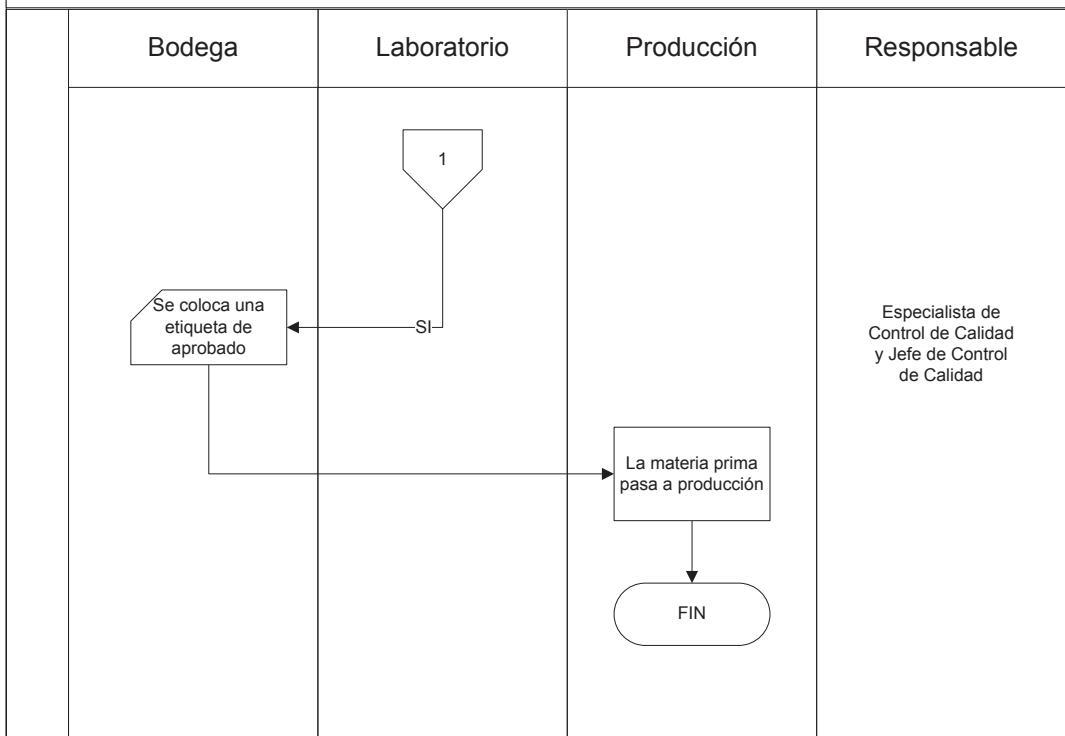 Bodega
Laboratorio
Producción
Responsable
1
Se coloca una
etiqueta de
aprobado
SI
Especialista de
Control de Calidad
y Jefe de Control
de Calidad
La materia prima
pasa a producción
FIN